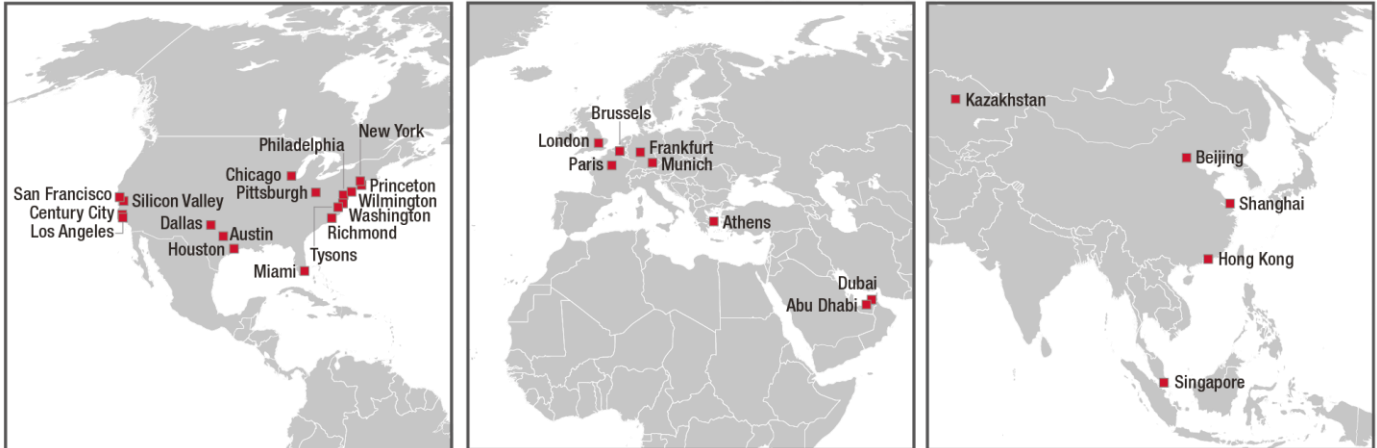 New York
Philadelphia
Chicago
Pittsburgh
Princeton
Wilmington
Washington
Richmond
San Francisco
Silicon Valley
Century City
Los Angeles
Dallas
Austin
Houston
Tysons
Miami
Brussels
London
Frankfurt
Paris
Munich
Athens
Dubai
Abu Dhabi
Kazakhstan
Beijing
Shanghai
Hong Kong
Singapore